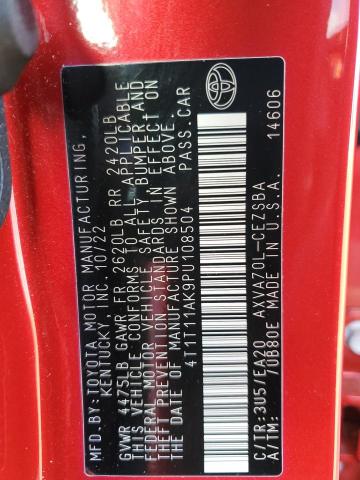 MFD.BY:TOYOTA MOTOR MANUFACTURING,
KENTUCKY, INC. 10/22
GVWR 4475LB GAWR FR 2620LB RR 2420LB
THIS VEHICLE CONFORMS TO ALL APPLICABLE
FEDERAL MOTOR VEHICLE SAFETY, BUMPER, AND
THEFT PREVENTION STANDARDS IN EFFECT ON
THE DATE OF MANUFACTURE SHOWN ABOVE.
4T1T11AK9PU108504 PASS.CAR
C/TR:3U5/EA20 AXVA70L-CEZSBA
A/TM: 70B80E MADE IN U.S.A. 14606